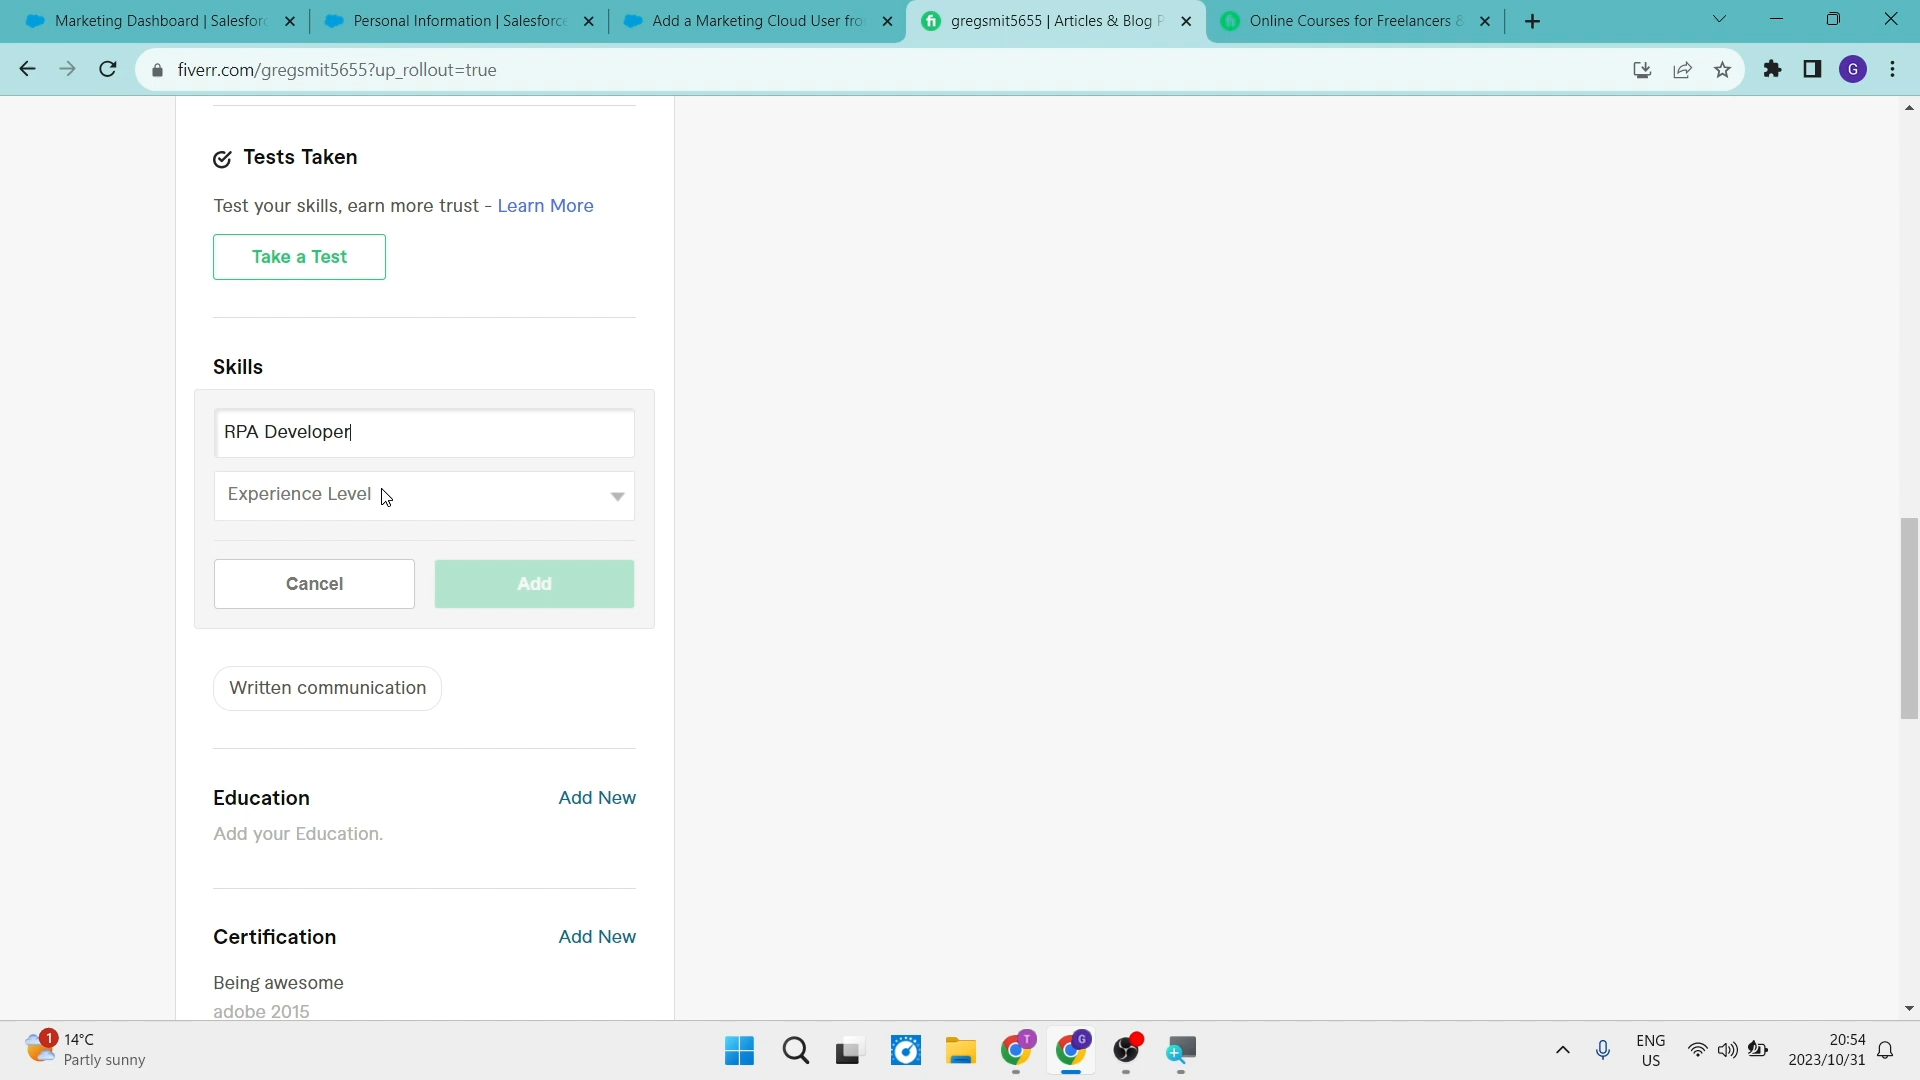 Marketing Dashboard | Salesforc
Personal Information | Salesforce
Add a Marketing Cloud User fro
gregsmit5655 | Articles & Blog P
Online Courses for Freelancers &
fiverr.com/gregsmit5655?up_rollout=true
G
Tests Taken
Test your skills, earn more trust - Learn More
Take a Test
Skills
RPA Developer
Experience Level
Cancel
Add
Written communication
Education
Add New
Add your Education.
Certification
Add New
Being awesome
adobe 2015
1
14°C
Partly sunny
T
G
ENG
US
20:54
2023/10/31